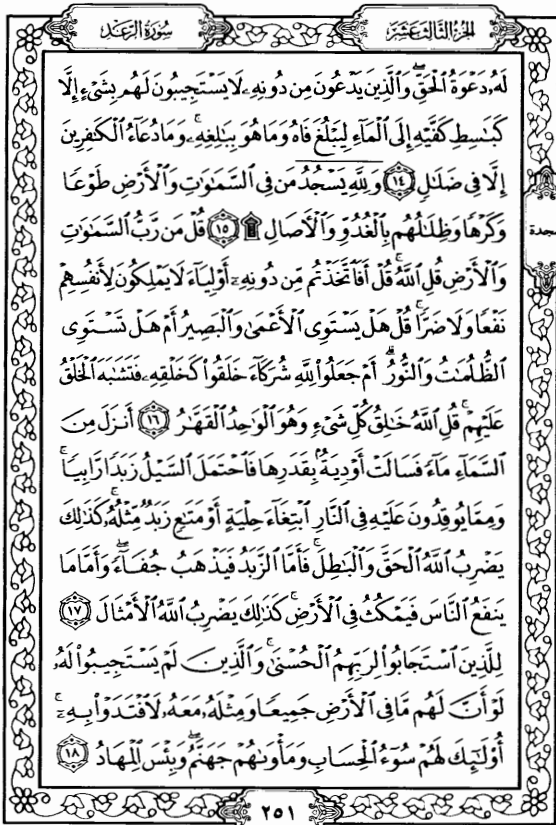 الجزء الثالث عشر
سورة الرعد
لَهُۥ دَعْوَةُ ٱلْحَقِّ ۖ وَٱلَّذِينَ يَدْعُونَ مِن دُونِهِۦ لَا يَسْتَجِيبُونَ لَهُم بِشَىْءٍ إِلَّا
كَبَٰسِطِ كَفَّيْهِ إِلَى ٱلْمَآءِ لِيَبْلُغَ فَاهُ وَمَا هُوَ بِبَٰلِغِهِۦ ۚ وَمَا دُعَآءُ ٱلْكَٰفِرِينَ
إِلَّا فِى ضَلَٰلٍ ١٤ وَلِلَّهِ يَسْجُدُ مَن فِى ٱلسَّمَٰوَٰتِ وَٱلْأَرْضِ طَوْعًا
وَكَرْهًا وَظِلَٰلُهُم بِٱلْغُدُوِّ وَٱلْءَاصَالِ ۩ ١٥ قُلْ مَن رَّبُّ ٱلسَّمَٰوَٰتِ
سجدة
وَٱلْأَرْضِ قُلِ ٱللَّهُ ۚ قُلْ أَفَٱتَّخَذْتُم مِّن دُونِهِۦٓ أَوْلِيَآءَ لَا يَمْلِكُونَ لِأَنفُسِهِمْ
نَفْعًا وَلَا ضَرًّا ۚ قُلْ هَلْ يَسْتَوِى ٱلْأَعْمَىٰ وَٱلْبَصِيرُ أَمْ هَلْ تَسْتَوِى
ٱلظُّلُمَٰتُ وَٱلنُّورُ ۗ أَمْ جَعَلُوا۟ لِلَّهِ شُرَكَآءَ خَلَقُوا۟ كَخَلْقِهِۦ فَتَشَٰبَهَ ٱلْخَلْقُ
عَلَيْهِمْ ۚ قُلِ ٱللَّهُ خَٰلِقُ كُلِّ شَىْءٍ وَهُوَ ٱلْوَٰحِدُ ٱلْقَهَّٰرُ ١٦ أَنزَلَ مِنَ
ٱلسَّمَآءِ مَآءً فَسَالَتْ أَوْدِيَةٌۢ بِقَدَرِهَا فَٱحْتَمَلَ ٱلسَّيْلُ زَبَدًا رَّابِيًا ۚ
وَمِمَّا يُوقِدُونَ عَلَيْهِ فِى ٱلنَّارِ ٱبْتِغَآءَ حِلْيَةٍ أَوْ مَتَٰعٍ زَبَدٌ مِّثْلُهُۥ ۚ كَذَٰلِكَ
يَضْرِبُ ٱللَّهُ ٱلْحَقَّ وَٱلْبَٰطِلَ ۚ فَأَمَّا ٱلزَّبَدُ فَيَذْهَبُ جُفَآءً ۖ وَأَمَّا مَا
يَنفَعُ ٱلنَّاسَ فَيَمْكُثُ فِى ٱلْأَرْضِ ۚ كَذَٰلِكَ يَضْرِبُ ٱللَّهُ ٱلْأَمْثَالَ ١٧
لِلَّذِينَ ٱسْتَجَابُوا۟ لِرَبِّهِمُ ٱلْحُسْنَىٰ ۚ وَٱلَّذِينَ لَمْ يَسْتَجِيبُوا۟ لَهُۥ
لَوْ أَنَّ لَهُم مَّا فِى ٱلْأَرْضِ جَمِيعًا وَمِثْلَهُۥ مَعَهُۥ لَٱفْتَدَوْا۟ بِهِۦٓ ۚ
أُو۟لَٰٓئِكَ لَهُمْ سُوٓءُ ٱلْحِسَابِ وَمَأْوَىٰهُمْ جَهَنَّمُ ۖ وَبِئْسَ ٱلْمِهَادُ ١٨
٢٥١